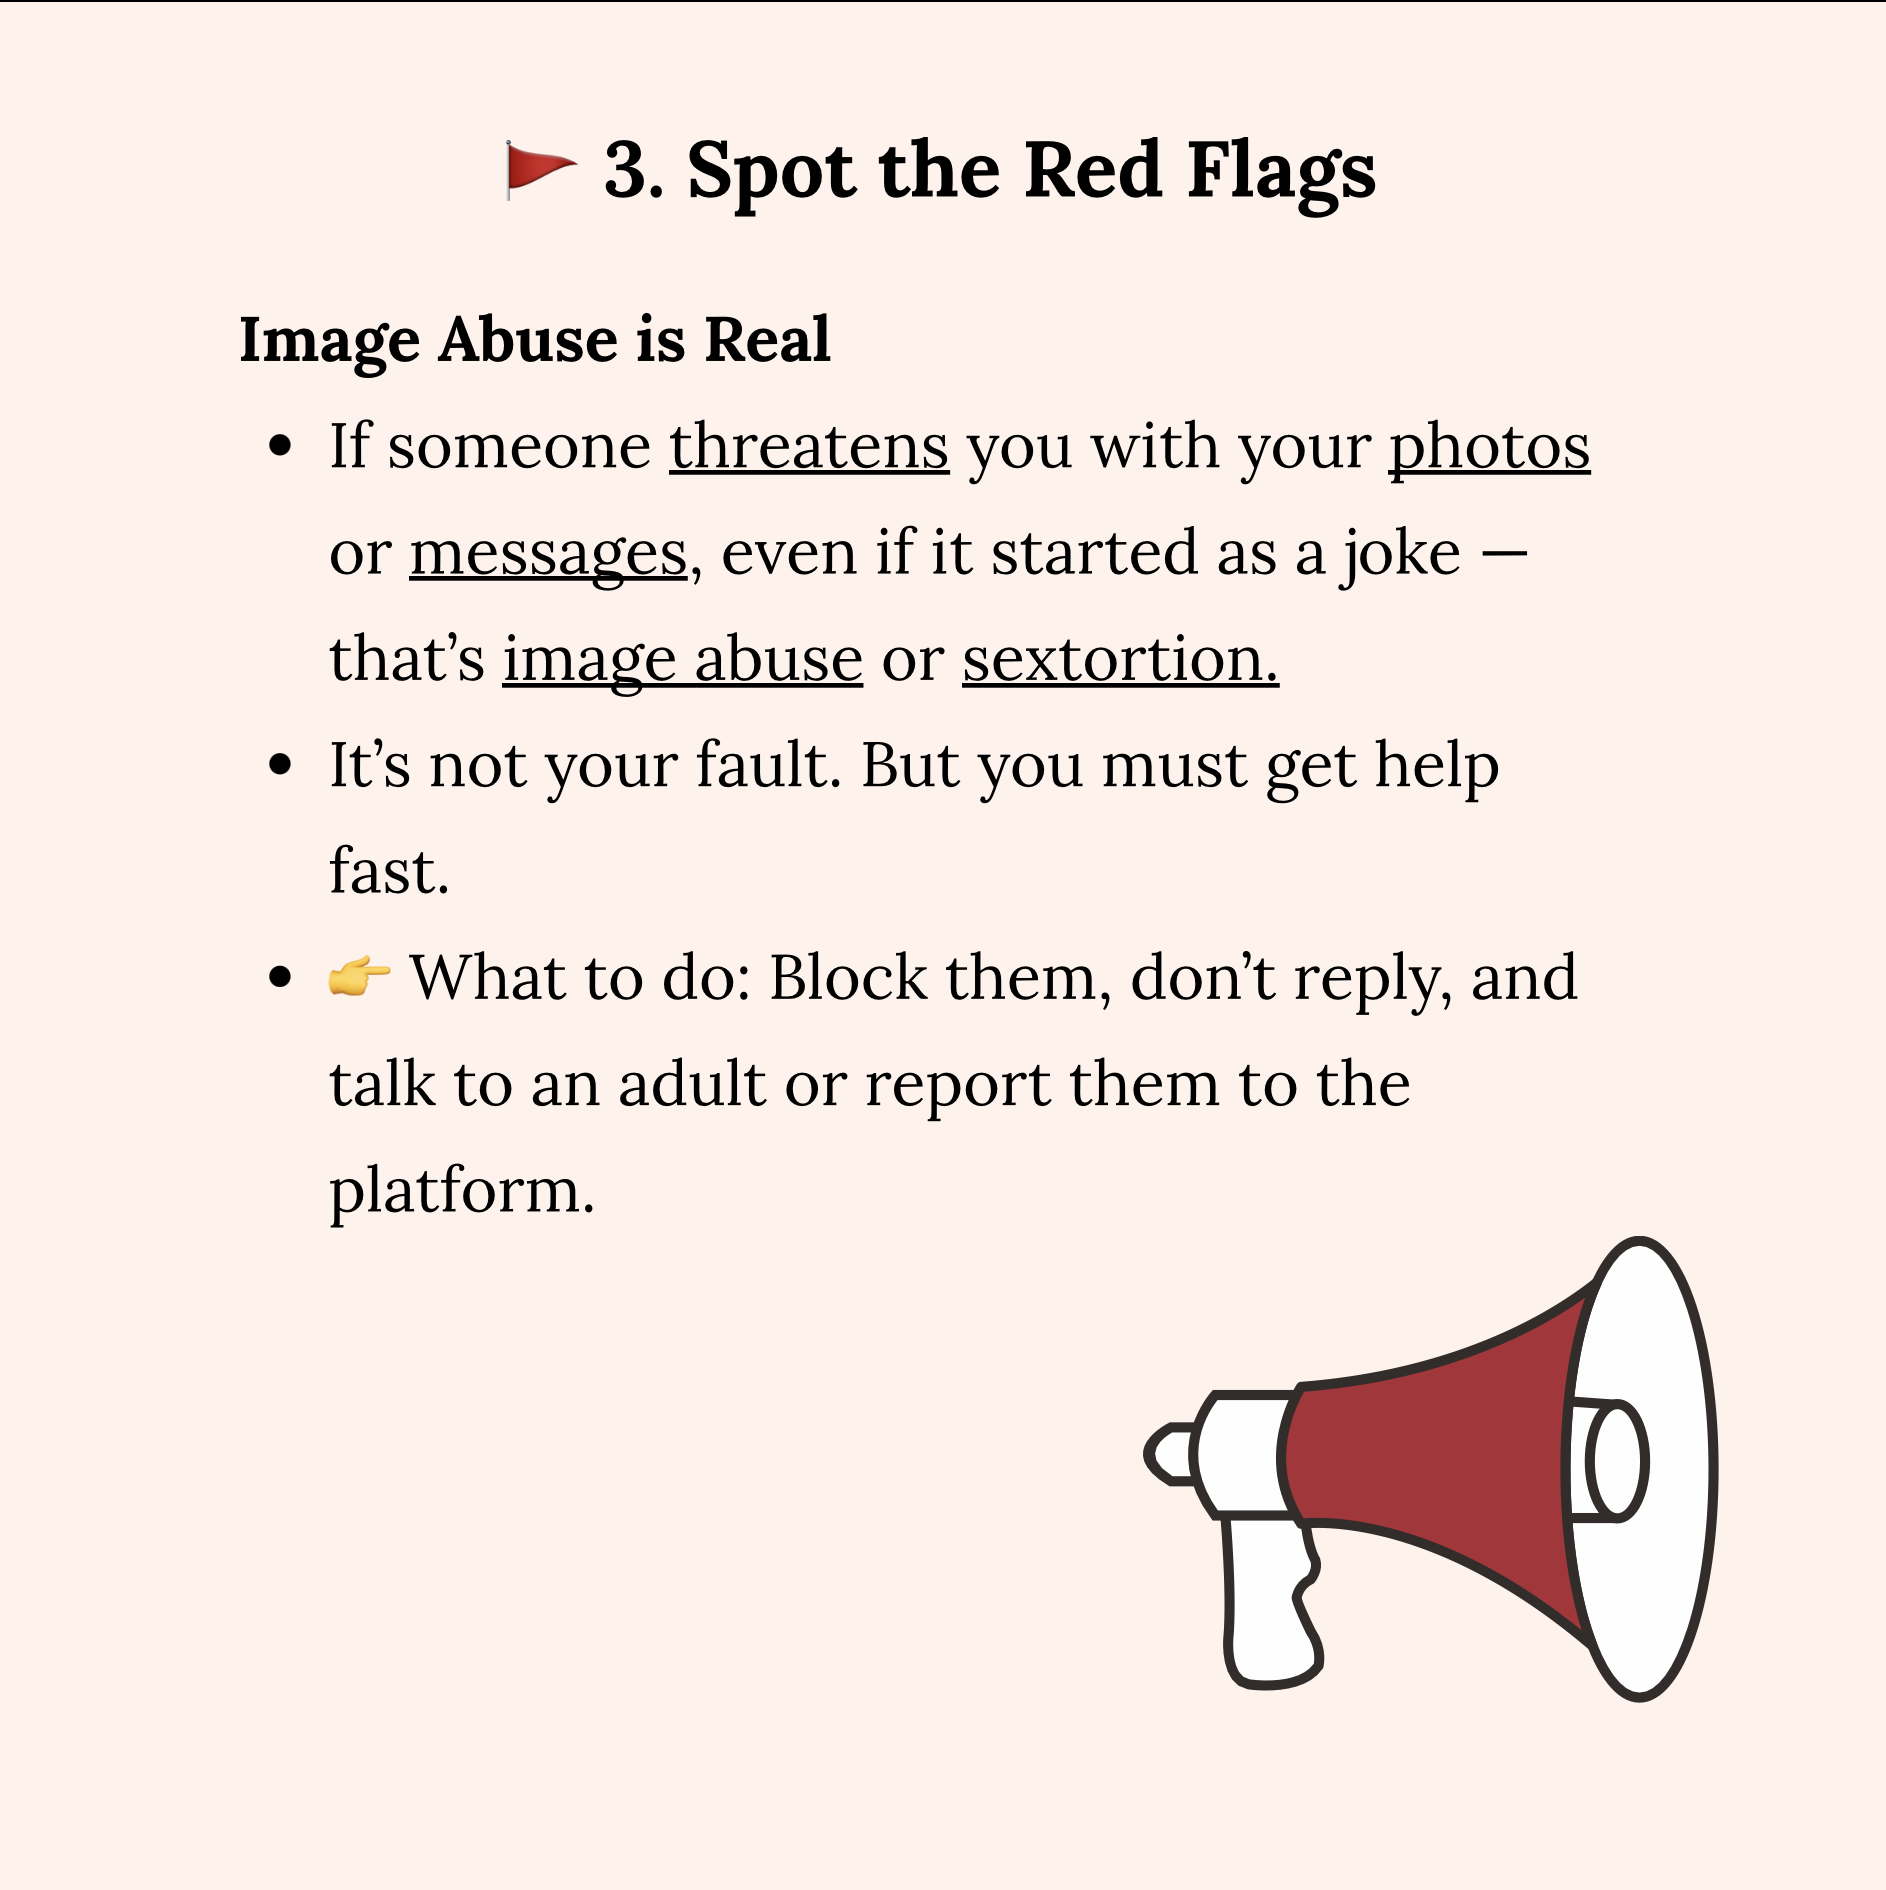 🚩 3. Spot the Red Flags
Image Abuse is Real
• If someone threatens you with your photos
or messages, even if it started as a joke —
that’s image abuse or sextortion.
• It’s not your fault. But you must get help
fast.
• 👉 What to do: Block them, don’t reply, and
talk to an adult or report them to the
platform.